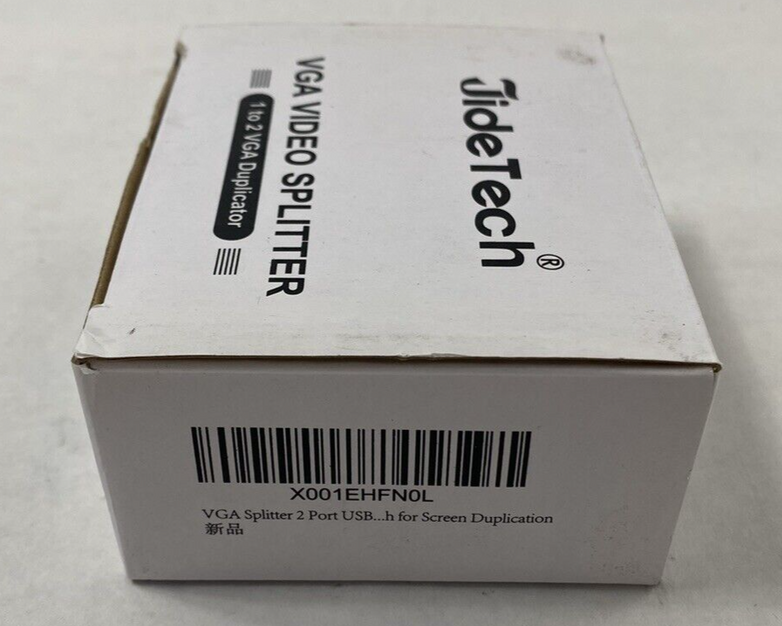 JideTech®
VGA VIDEO SPLITTER
1 to 2 VGA Duplicator
X001EHFN0L
VGA Splitter 2 Port USB...h for Screen Duplication
新品